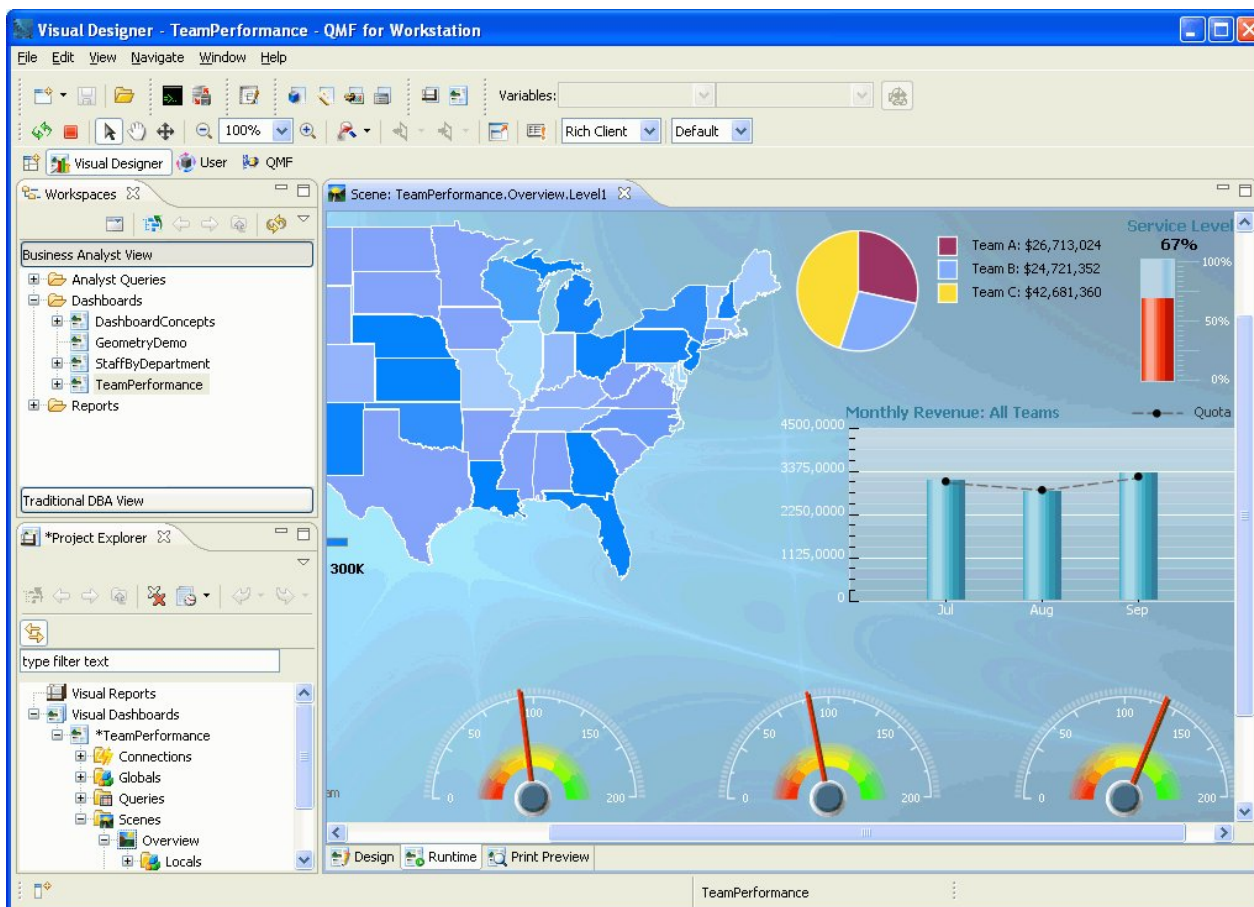 Visual Designer - TeamPerformance - QMF for Workstation
File Edit View Navigate Window Help
Variables:
100%
Rich Client
Default
Visual Designer
User
QMF
Workspaces
Business Analyst View
Analyst Queries
Dashboards
DashboardConcepts
GeometryDemo
StaffByDepartment
TeamPerformance
Reports
Traditional DBA View
*Project Explorer
type filter text
Visual Reports
Visual Dashboards
*TeamPerformance
Connections
Globals
Queries
Scenes
Overview
Locals
Scene: TeamPerformance.Overview.Level1
300K
Team A: $26,713,024
Team B: $24,721,352
Team C: $42,681,360
Service Level
67%
100%
50%
0%
Monthly Revenue: All Teams
Quota
4500,0000
3375,0000
2250,0000
1125,0000
0
Jul Aug Sep
0 50 100 150 200
0 50 100 150 200
0 50 100 150 200
am
Design Runtime Print Preview
TeamPerformance